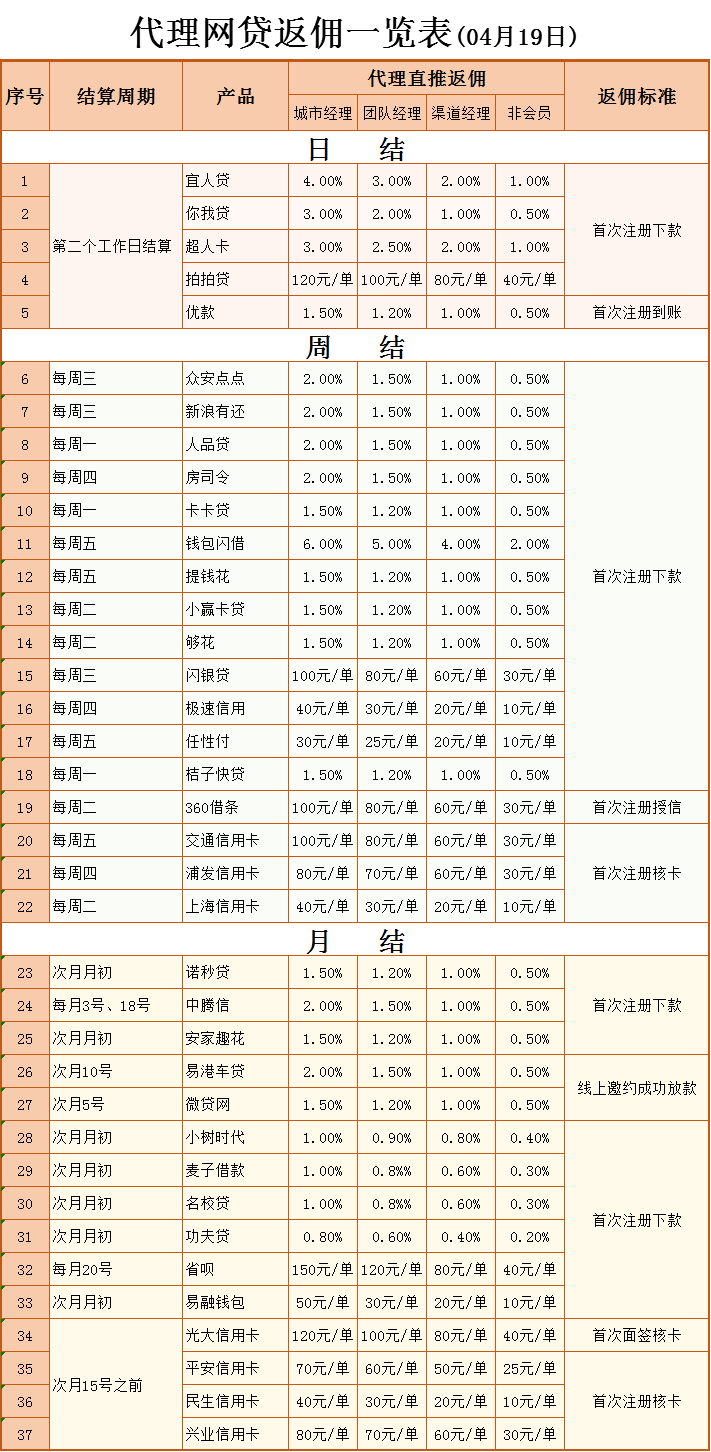 代理网贷返佣一览表(04月19日)
序号 结算周期 产品 代理直推返佣 返佣标准
城市经理 团队经理 渠道经理 非会员
日 结
1 第二个工作日结算 宜人贷 4.00% 3.00% 2.00% 1.00% 首次注册下款
2 你我贷 3.00% 2.00% 1.00% 0.50%
3 超人卡 3.00% 2.50% 2.00% 1.00%
4 拍拍贷 120元/单 100元/单 80元/单 40元/单
5 优款 1.50% 1.20% 1.00% 0.50% 首次注册到账
周 结
6 每周三 众安点点 2.00% 1.50% 1.00% 0.50% 首次注册下款
7 每周三 新浪有还 2.00% 1.50% 1.00% 0.50%
8 每周一 人品贷 2.00% 1.50% 1.00% 0.50%
9 每周四 房司令 2.00% 1.50% 1.00% 0.50%
10 每周一 卡卡贷 1.50% 1.20% 1.00% 0.50%
11 每周五 钱包闪借 6.00% 5.00% 4.00% 2.00%
12 每周五 提钱花 1.50% 1.20% 1.00% 0.50%
13 每周二 小赢卡贷 1.50% 1.20% 1.00% 0.50%
14 每周二 够花 1.50% 1.20% 1.00% 0.50%
15 每周三 闪银贷 100元/单 80元/单 60元/单 30元/单
16 每周四 极速信用 40元/单 30元/单 20元/单 10元/单
17 每周五 任性付 30元/单 25元/单 20元/单 10元/单
18 每周一 桔子快贷 1.50% 1.20% 1.00% 0.50%
19 每周二 360借条 100元/单 80元/单 60元/单 30元/单 首次注册授信
20 每周五 交通信用卡 100元/单 80元/单 60元/单 30元/单 首次注册核卡
21 每周四 浦发信用卡 80元/单 70元/单 60元/单 30元/单
22 每周二 上海信用卡 40元/单 30元/单 20元/单 10元/单
月 结
23 次月月初 诺秒贷 1.50% 1.20% 1.00% 0.50% 首次注册下款
24 每月3号、18号 中腾信 2.00% 1.50% 1.00% 0.50%
25 次月月初 安家趣花 1.50% 1.20% 1.00% 0.50%
26 次月10号 易港车贷 2.00% 1.50% 1.00% 0.50% 线上邀约成功放款
27 次月5号 微贷网 1.50% 1.20% 1.00% 0.50%
28 次月月初 小树时代 1.00% 0.90% 0.80% 0.40% 首次注册下款
29 次月月初 麦子借款 1.00% 0.8%% 0.60% 0.30%
30 次月月初 名校贷 1.00% 0.8%% 0.60% 0.30%
31 次月月初 功夫贷 0.80% 0.60% 0.40% 0.20%
32 每月20号 省呗 150元/单 120元/单 80元/单 40元/单
33 次月月初 易融钱包 50元/单 30元/单 20元/单 10元/单
34 次月15号之前 光大信用卡 120元/单 100元/单 80元/单 40元/单 首次面签核卡
35 平安信用卡 70元/单 60元/单 50元/单 25元/单 首次注册核卡
36 民生信用卡 40元/单 30元/单 20元/单 10元/单
37 兴业信用卡 80元/单 70元/单 60元/单 30元/单